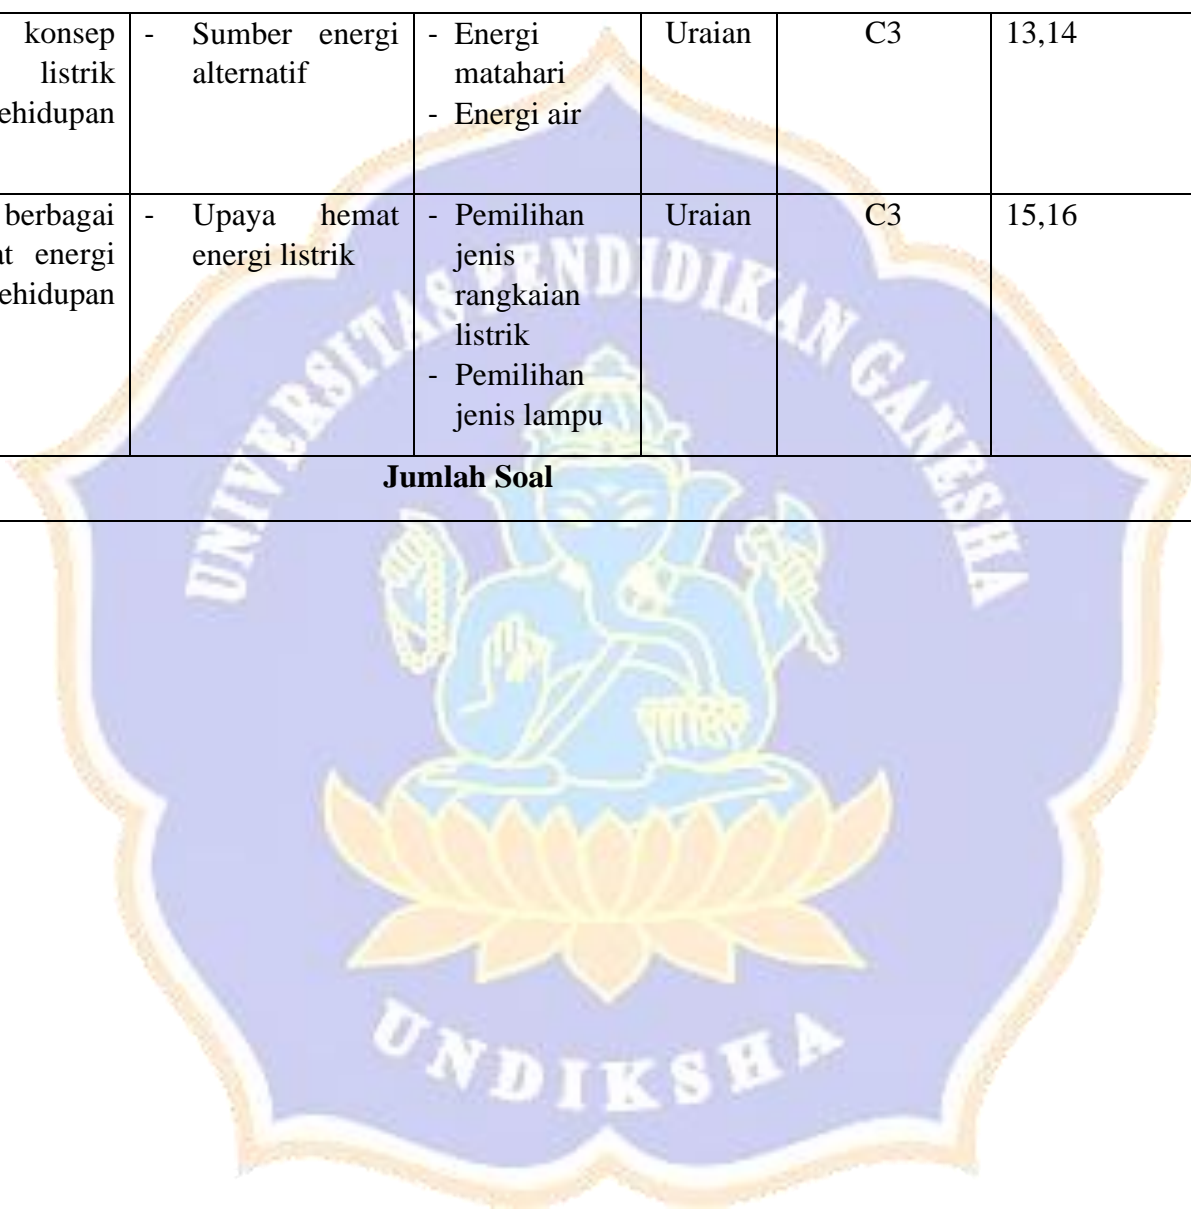 konsep - Sumber energi - Energi Uraian C3 13,14
listrik alternatif matahari
ehidupan - Energi air
berbagai - Upaya hemat - Pemilihan Uraian C3 15,16
at energi energi listrik jenis
ehidupan rangkaian
listrik
- Pemilihan
jenis lampu
Jumlah Soal
UNIVERSITAS PENDIDIKAN GANESHA
UNDIKSHA